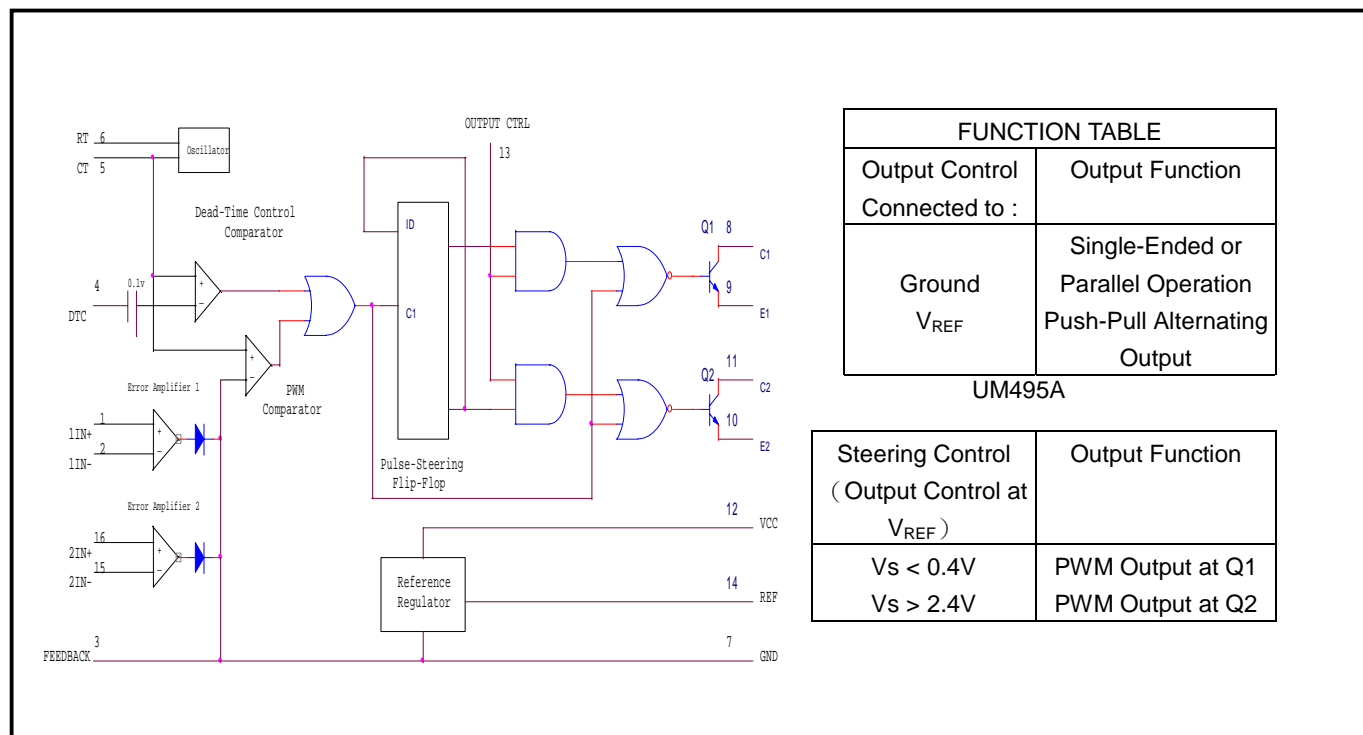 OUTPUT CTRL
13
RT 6
CT 5
Oscillator
Dead-Time Control
Comparator
4
DTC
0.1v
+
−
ID
C1
Q1 8
C1
9
E1
+
−
PWM
Comparator
Q2
11
C2
10
E2
Error Amplifier 1
1
1IN+
2
1IN-
+
−
Pulse-Steering
Flip-Flop
Error Amplifier 2
16
2IN+
15
2IN-
+
−
12
VCC
Reference
Regulator
14
REF
3
FEEDBACK
7
GND
FUNCTION TABLE
Output Control
Connected to :
Output Function
Ground
VREF
Single-Ended or
Parallel Operation
Push-Pull Alternating
Output
UM495A
Steering Control
（Output Control at
VREF）
Output Function
Vs < 0.4V
PWM Output at Q1
Vs > 2.4V
PWM Output at Q2